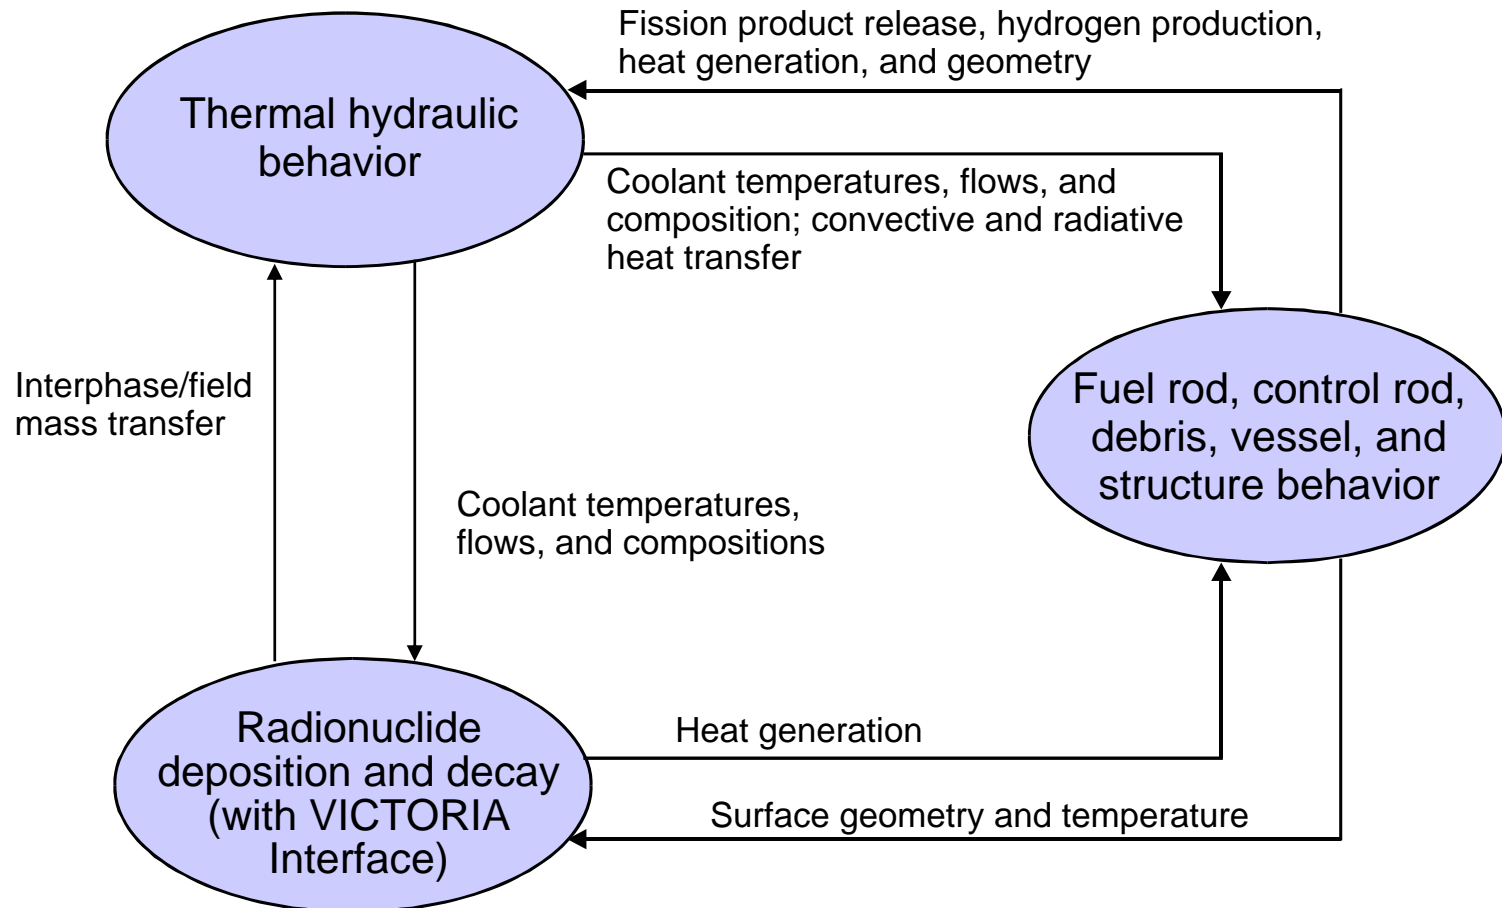 Fission product release, hydrogen production,
heat generation, and geometry
Thermal hydraulic
behavior
Coolant temperatures, flows, and
composition; convective and radiative
heat transfer
Interphase/field
mass transfer
Fuel rod, control rod,
debris, vessel, and
structure behavior
Coolant temperatures,
flows, and compositions
Radionuclide
deposition and decay
(with VICTORIA
Interface)
Heat generation
Surface geometry and temperature